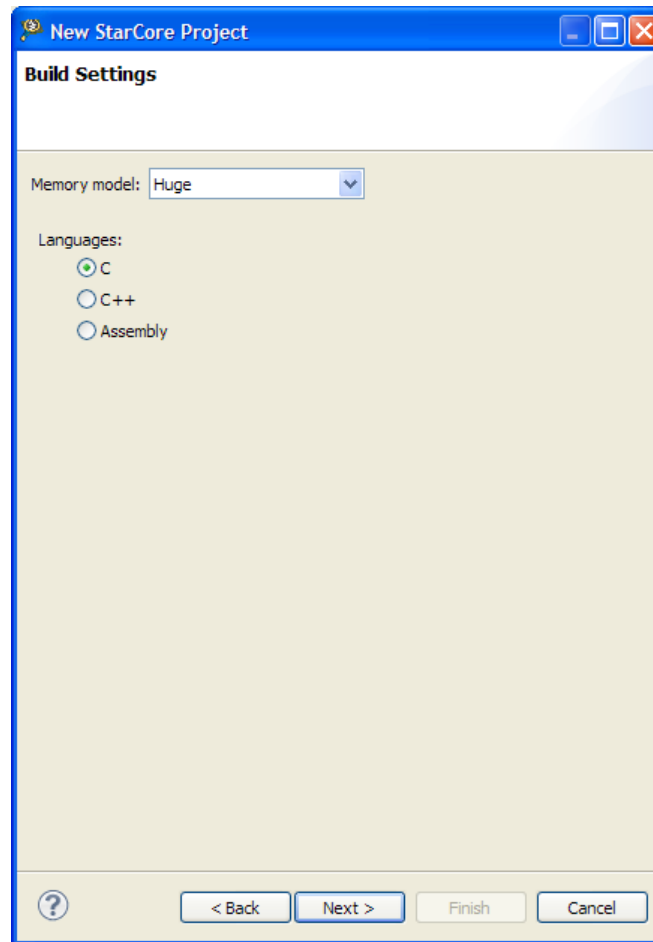 New StarCore Project
Build Settings
Memory model: Huge
Languages:
C
C++
Assembly
? < Back Next > Finish Cancel